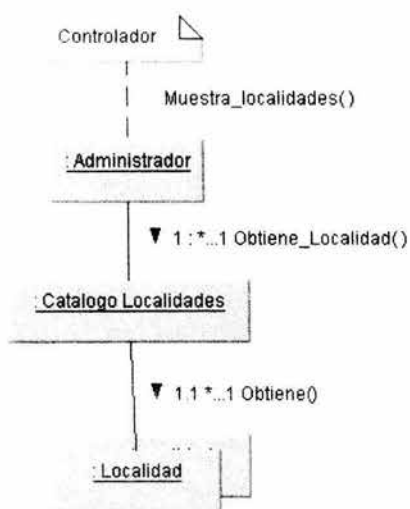 Controlador
Muestra_localidades()
: Administrador
1 : *...1 Obtiene_Localidad()
: Catalogo Localidades
1.1 *...1 Obtiene()
: Localidad